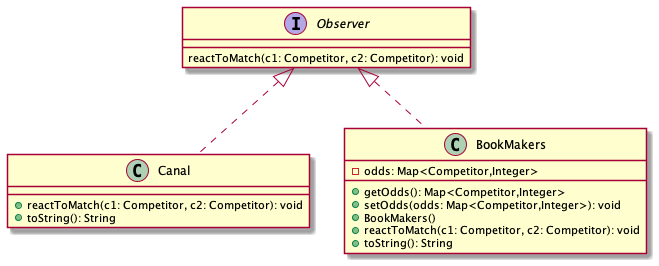 I Observer
reactToMatch(c1: Competitor, c2: Competitor): void
C Canal
reactToMatch(c1: Competitor, c2: Competitor): void
toString(): String
C BookMakers
odds: Map<Competitor,Integer>
getOdds(): Map<Competitor,Integer>
setOdds(odds: Map<Competitor,Integer>): void
BookMakers()
reactToMatch(c1: Competitor, c2: Competitor): void
toString(): String